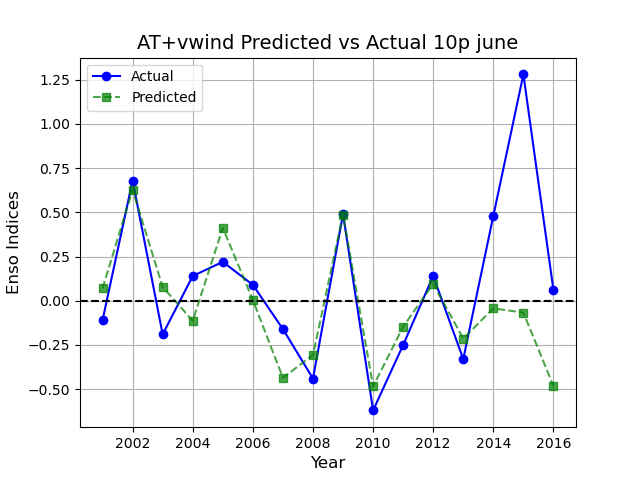 AT+vwind Predicted vs Actual 10p june
Actual
Predicted
1.25
1.00
0.75
0.50
0.25
0.00
−0.25
−0.50
Enso Indices
2002 2004 2006 2008 2010 2012 2014 2016
Year